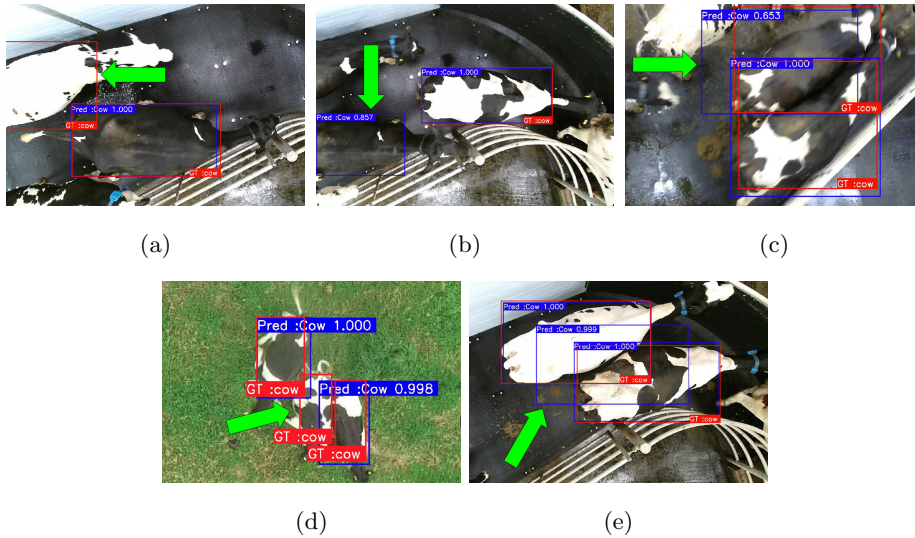 Pred :Cow 1.000
GT :cow
GT :cow
(a)
Pred :Cow 1.000
Pred :Cow 0.857
GT :cow
(b)
Pred :Cow 0.653
Pred :Cow 1.000
GT :cow
GT :cow
(c)
Pred :Cow 1.000
GT :cow
Pred :Cow 0.998
GT :cow
GT :cow
(d)
Pred :Cow 1.000
Pred :Cow 0.999
Pred :Cow 1.000
GT :cow
GT :cow
(e)